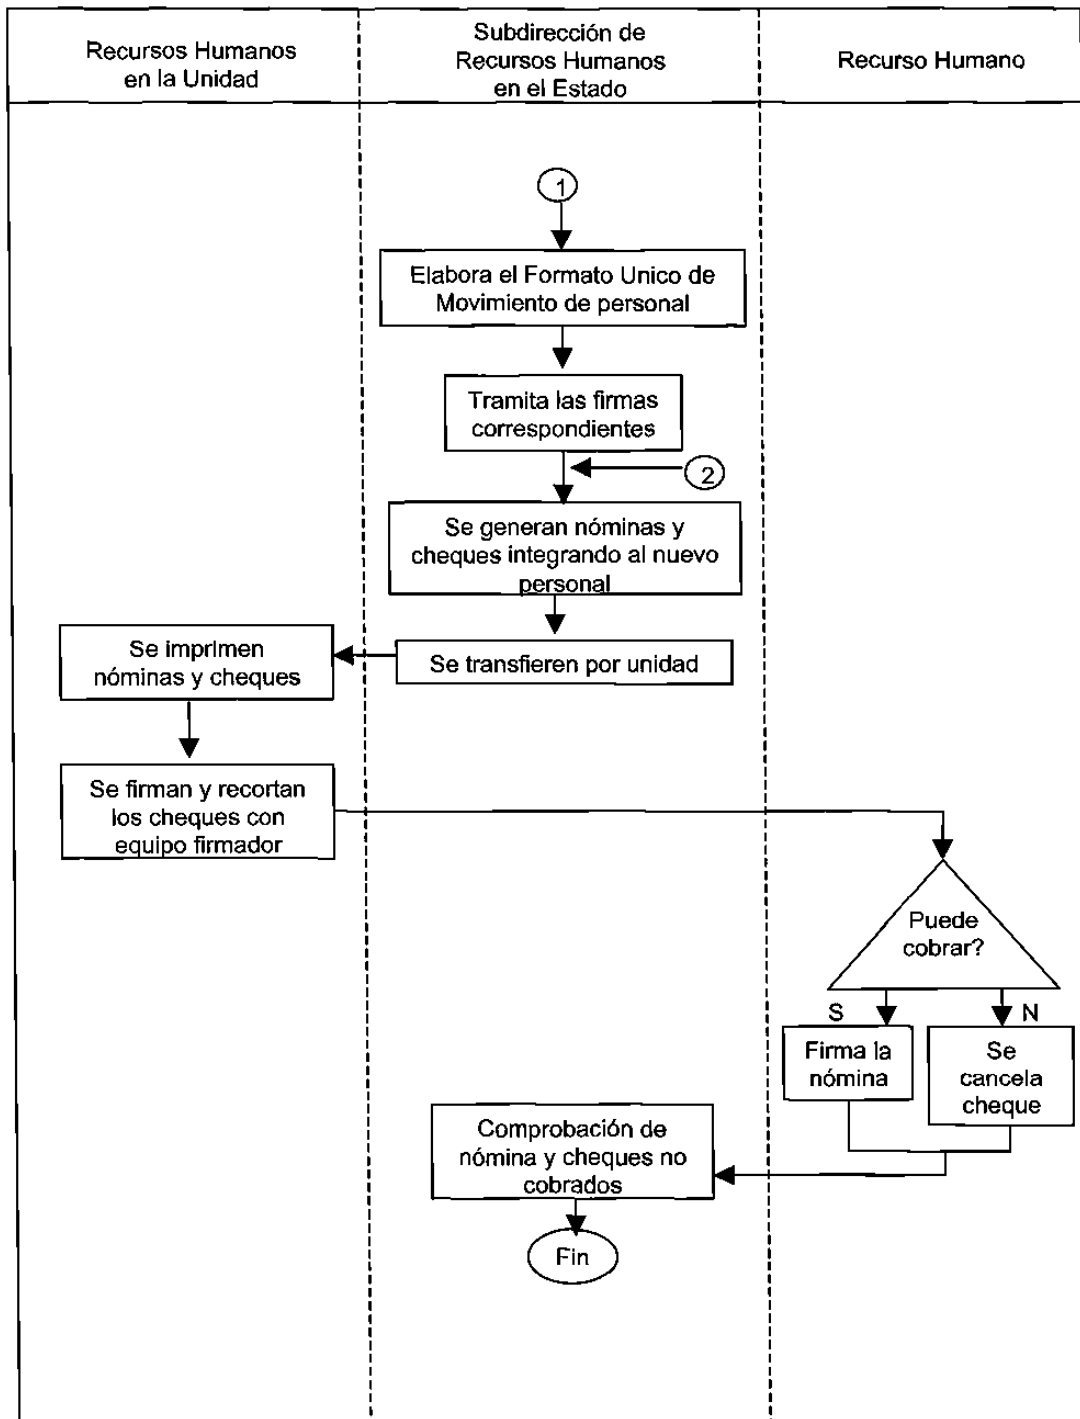 Recursos Humanos
en la Unidad
Subdirección de
Recursos Humanos
en el Estado
Recurso Humano
1
Elabora el Formato Unico de
Movimiento de personal
Tramita las firmas
correspondientes
2
Se generan nóminas y
cheques integrando al nuevo
personal
Se transfieren por unidad
Se imprimen
nóminas y cheques
Se firman y recortan
los cheques con
equipo firmador
Puede
cobrar?
S
N
Firma la
nómina
Se
cancela
cheque
Comprobación de
nómina y cheques no
cobrados
Fin